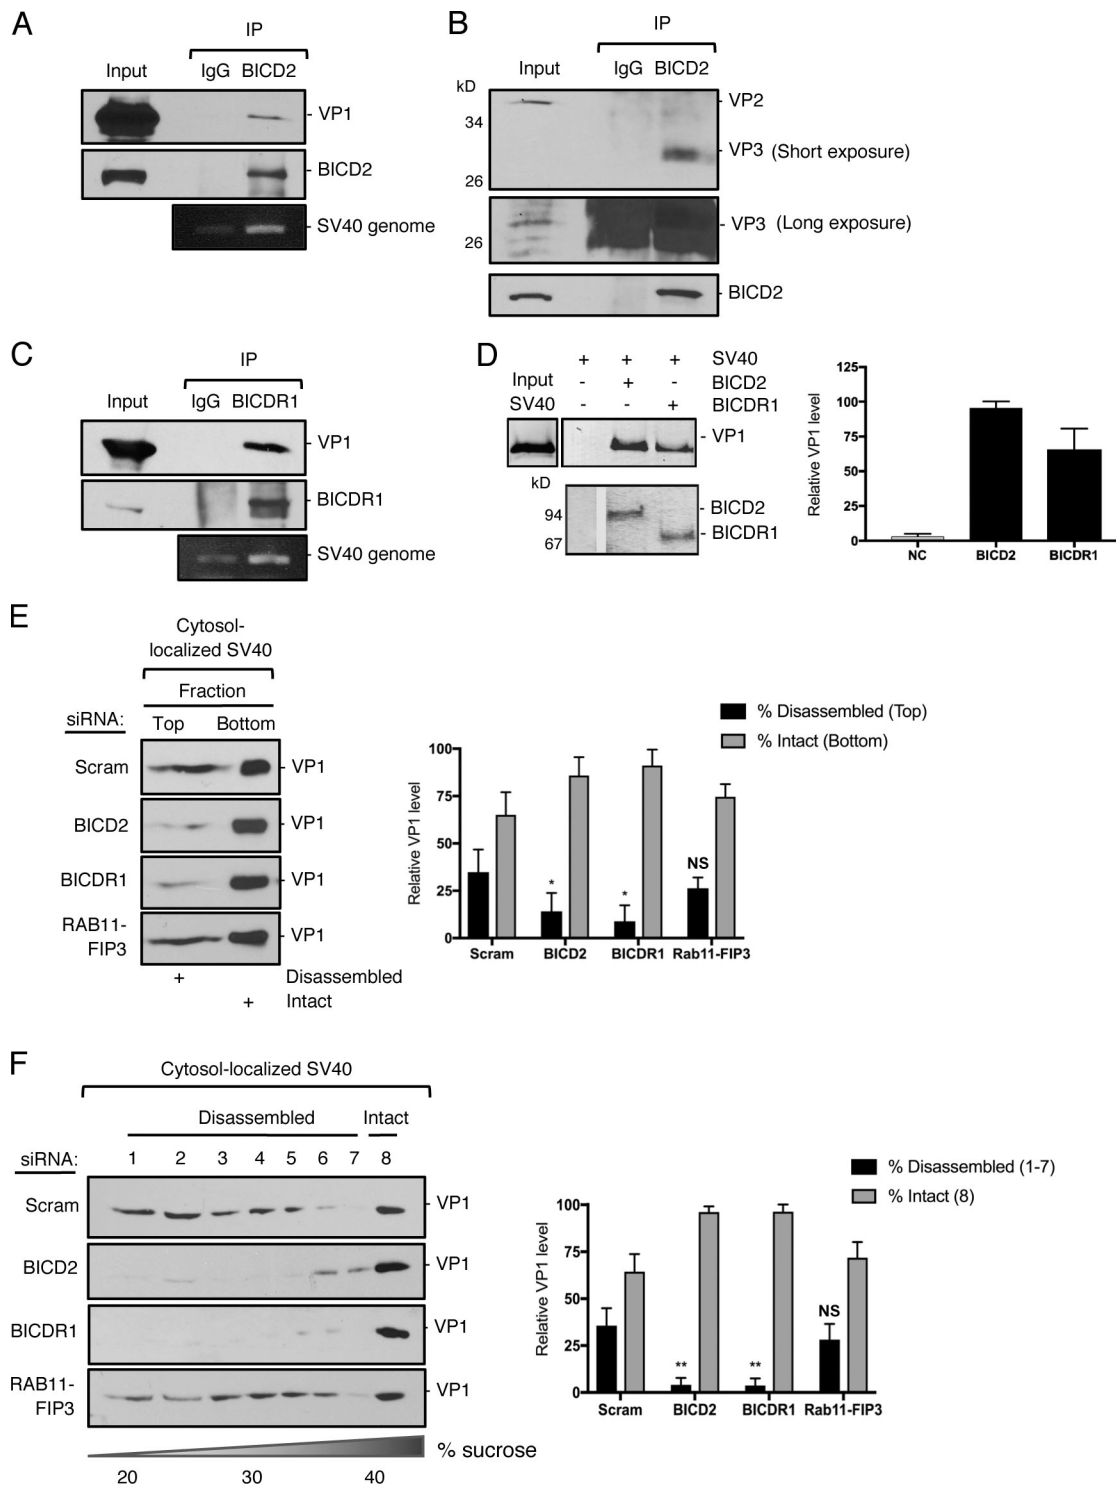 A
IP
Input IgG BICD2
VP1
BICD2
SV40 genome
B
IP
Input IgG BICD2
kD
VP2
34
VP3 (Short exposure)
26
VP3 (Long exposure)
26
BICD2
C
IP
Input IgG BICDR1
VP1
BICDR1
SV40 genome
D
+ + + SV40
Input - + - BICD2
SV40 - - + BICDR1
VP1
kD
94 BICD2
67 BICDR1
Relative VP1 level
125
100
75
50
25
0
NC BICD2 BICDR1
E
Cytosol-
localized SV40
Fraction
siRNA: Top Bottom
Scram VP1
BICD2 VP1
BICDR1 VP1
RAB11-
FIP3 VP1
+ Disassembled
+ Intact
% Disassembled (Top)
% Intact (Bottom)
Relative VP1 level
100
75
50
25
0
* * NS
Scram BICD2 BICDR1 Rab11-FIP3
F
Cytosol-localized SV40
Disassembled Intact
siRNA: 1 2 3 4 5 6 7 8
Scram VP1
BICD2 VP1
BICDR1 VP1
RAB11-
FIP3 VP1
% sucrose
20 30 40
% Disassembled (1-7)
% Intact (8)
Relative VP1 level
100
75
50
25
0
** ** NS
Scram BICD2 BICDR1 Rab11-FIP3